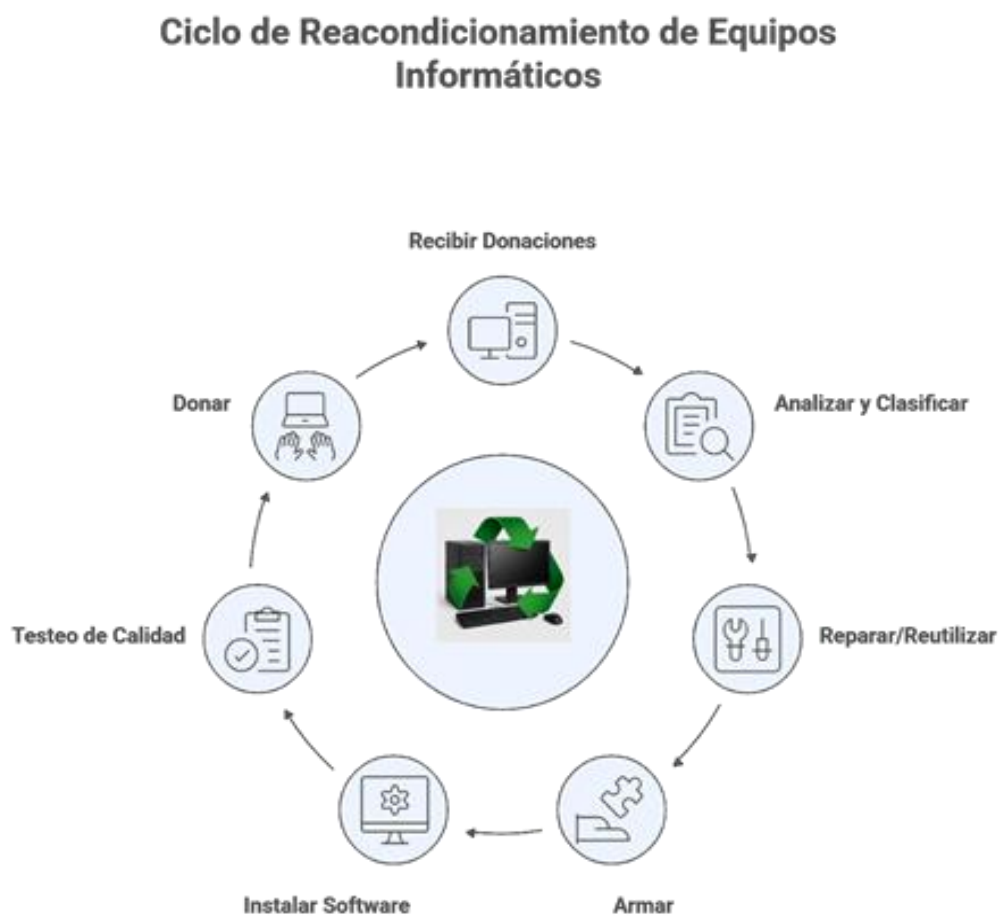 Ciclo de Reacondicionamiento de Equipos
Informáticos
Recibir Donaciones
Analizar y Clasificar
Reparar/Reutilizar
Armar
Instalar Software
Testeo de Calidad
Donar